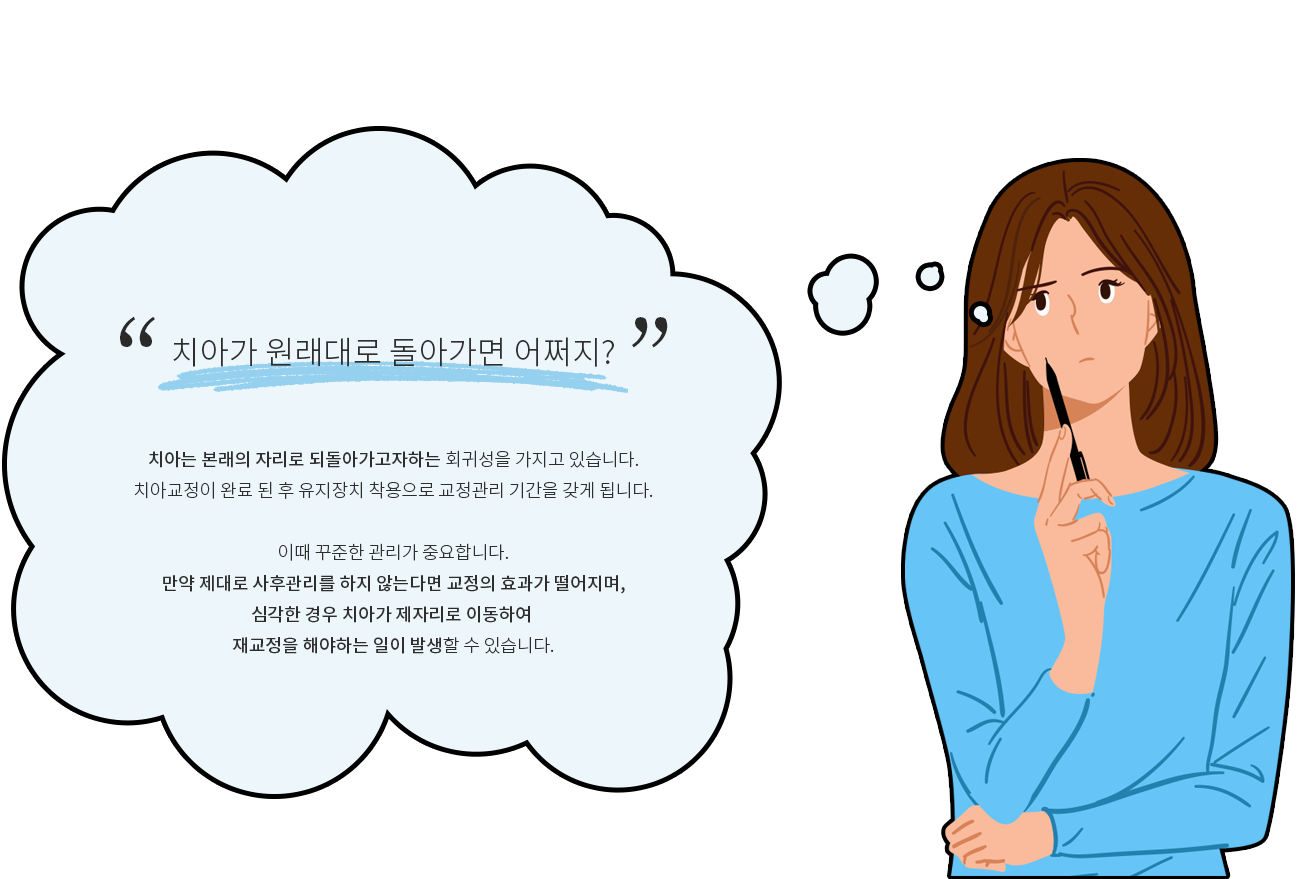 “ 치아가 원래대로 돌아가면 어쩌지? ”
치아는 본래의 자리로 되돌아가고자하는 회귀성을 가지고 있습니다.
치아교정이 완료 된 후 유지장치 착용으로 교정관리 기간을 갖게 됩니다.
이때 꾸준한 관리가 중요합니다.
만약 제대로 사후관리를 하지 않는다면 교정의 효과가 떨어지며,
심각한 경우 치아가 제자리로 이동하여
재교정을 해야하는 일이 발생할 수 있습니다.